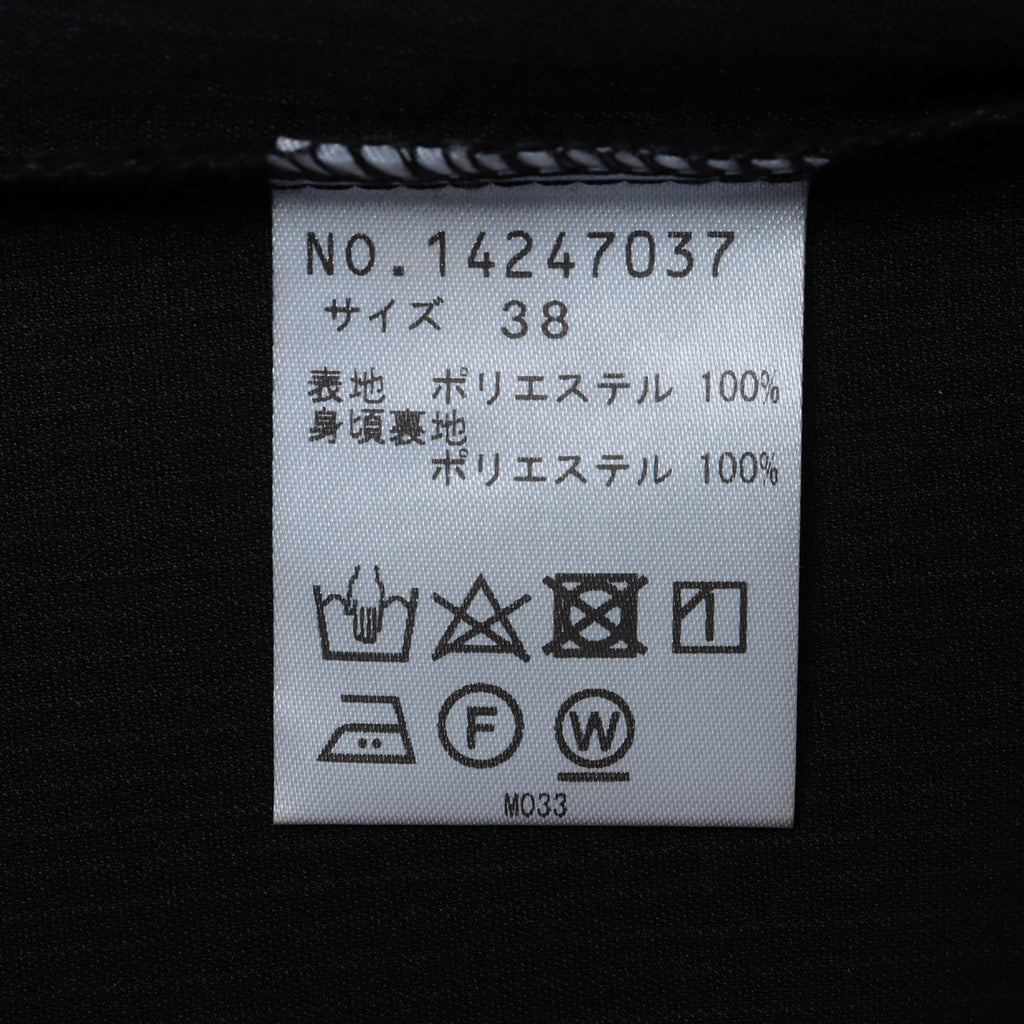 NO.14247037
サイズ 38
表地 ポリエステル 100%
身頃裏地
ポリエステル 100%
F W
M033